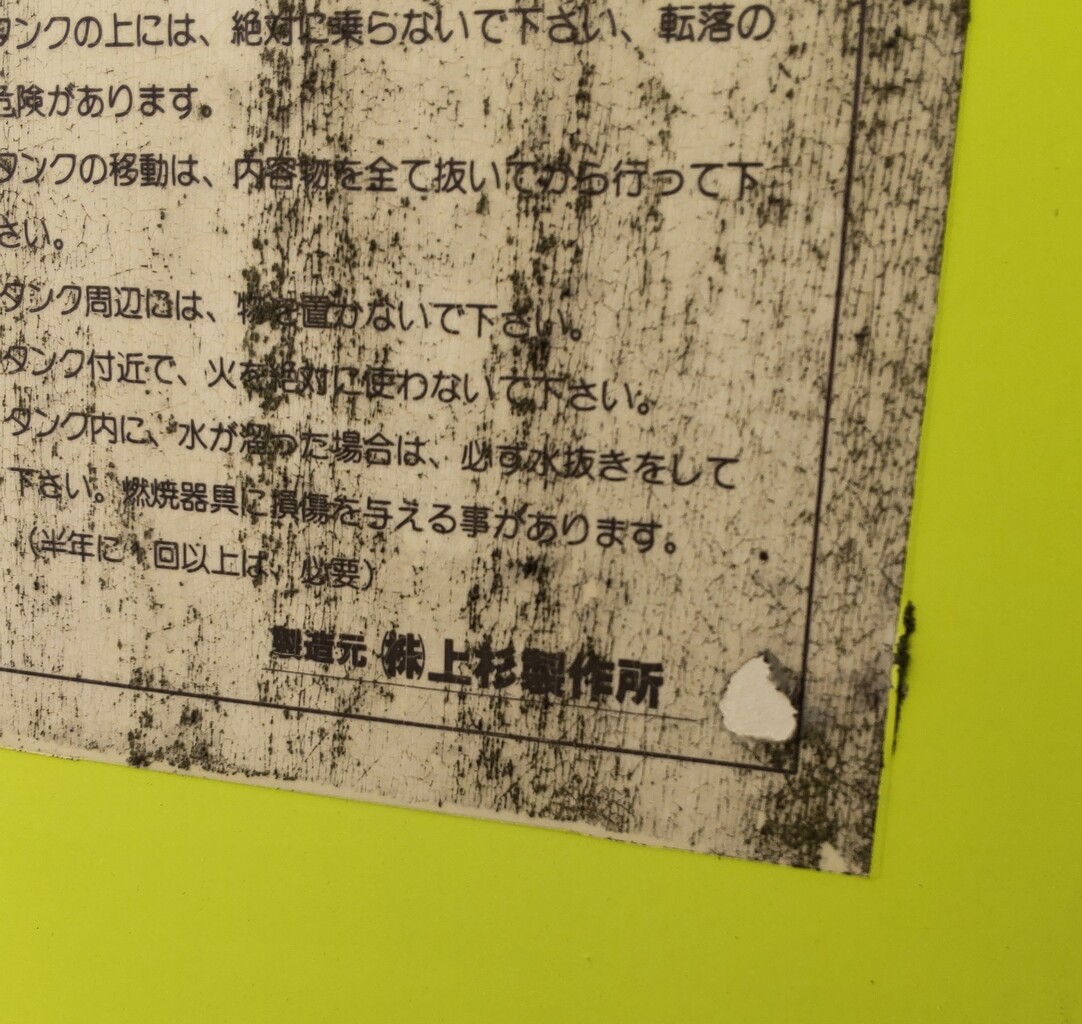 タンクの上には、絶対に乗らないで下さい、転落の
危険があります。
タンクの移動は、内容物を全て抜いてから行って下
さい。
タンク周辺には、物を置かないで下さい。
タンク付近で、火を絶対に使わないで下さい。
タンク内に、水が溜った場合は、必ず水抜きをして
下さい。燃焼器具に損傷を与える事があります。
(半年に 回以上は、必要)
製造元 ㈱上杉製作所